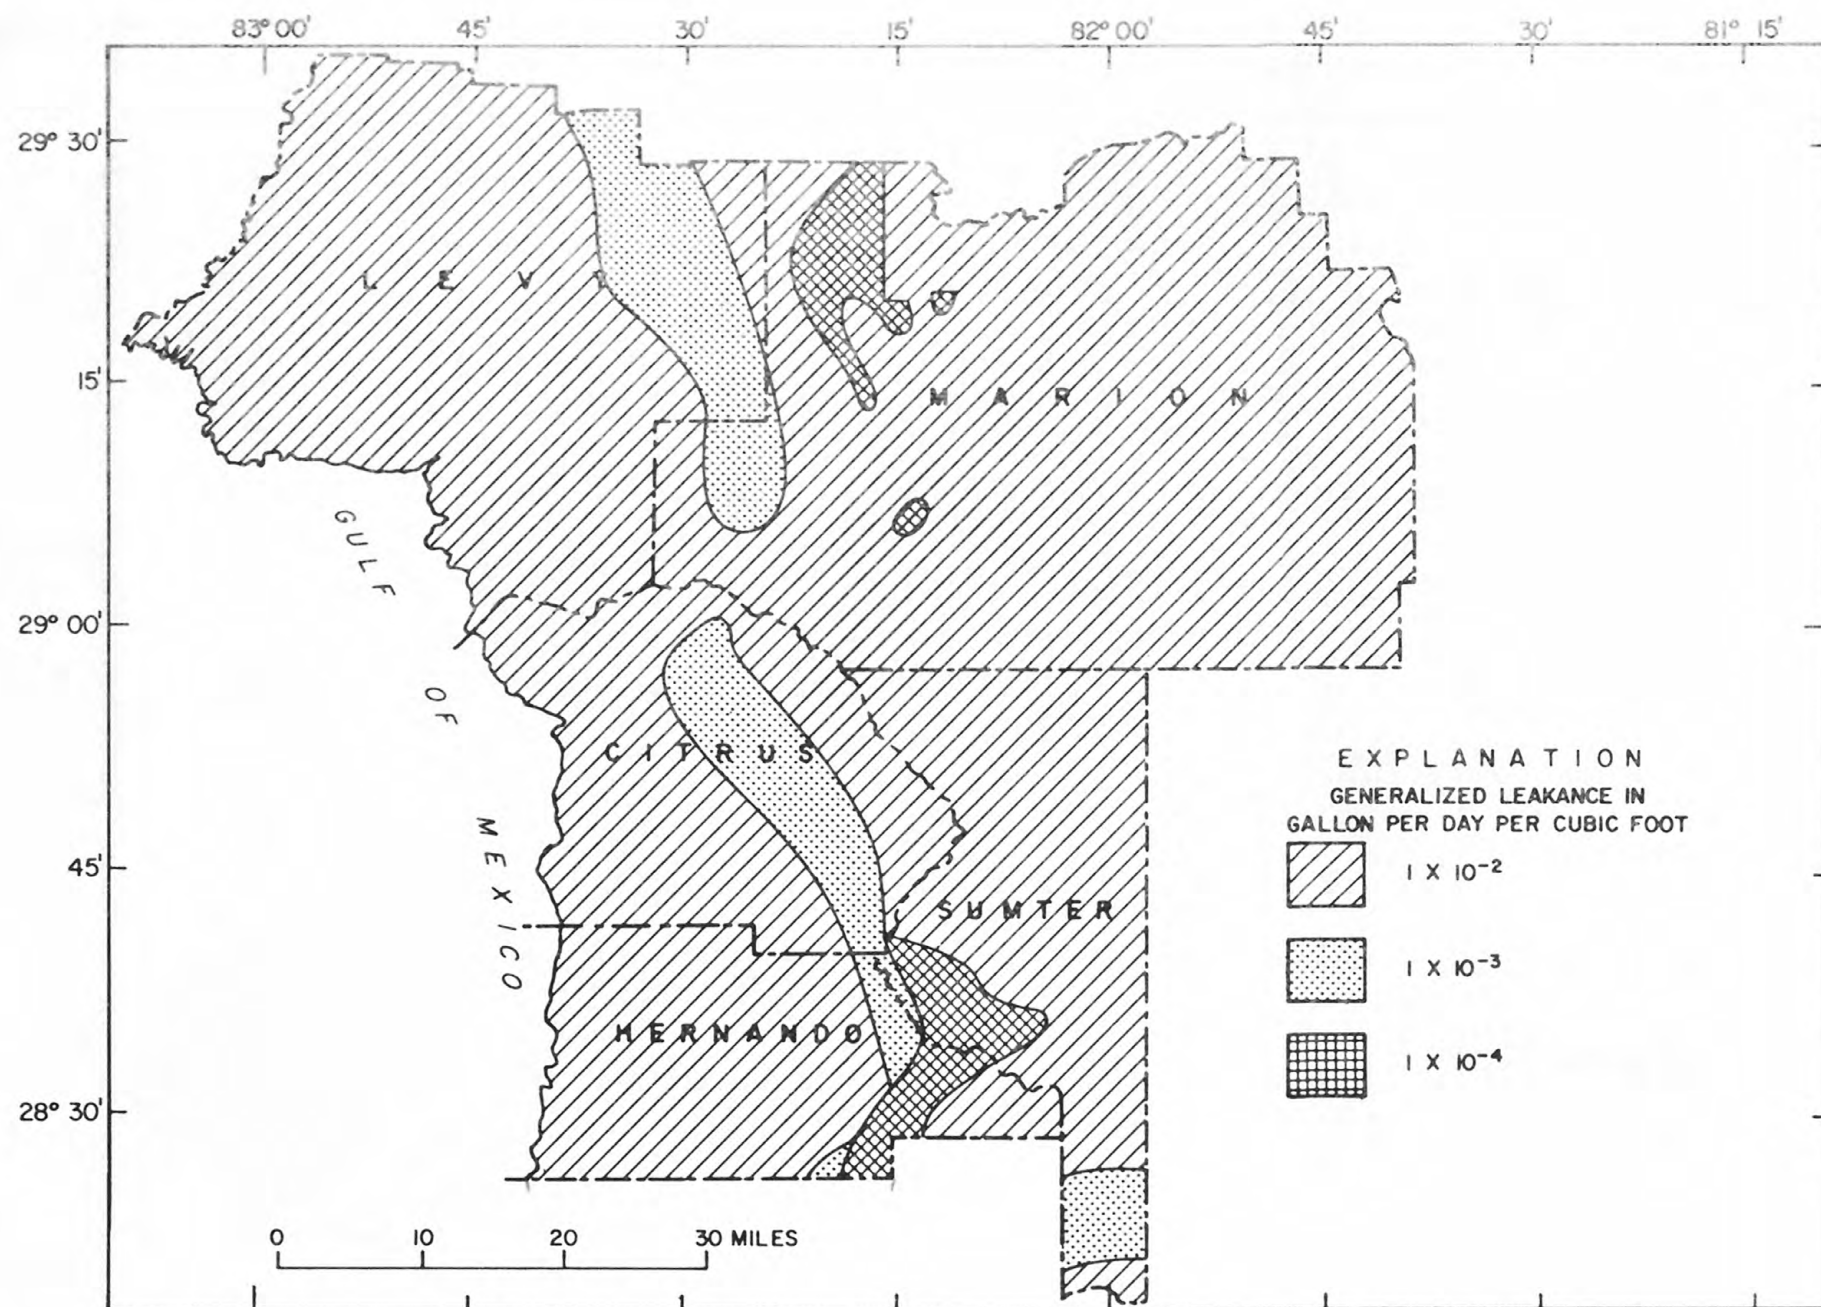 83° 00' 45' 30' 15' 82° 00' 45' 30' 81° 15'
29° 30'
LEVY
15'
MARION
GULF
29° 00'
OF
CITRUS
EXPLANATION
GENERALIZED LEAKANCE IN
GALLON PER DAY PER CUBIC FOOT
MEXICO
45'
1 X 10⁻²
SUMTER
1 X 10⁻³
HERNANDO
1 X 10⁻⁴
28° 30'
0 10 20 30 MILES